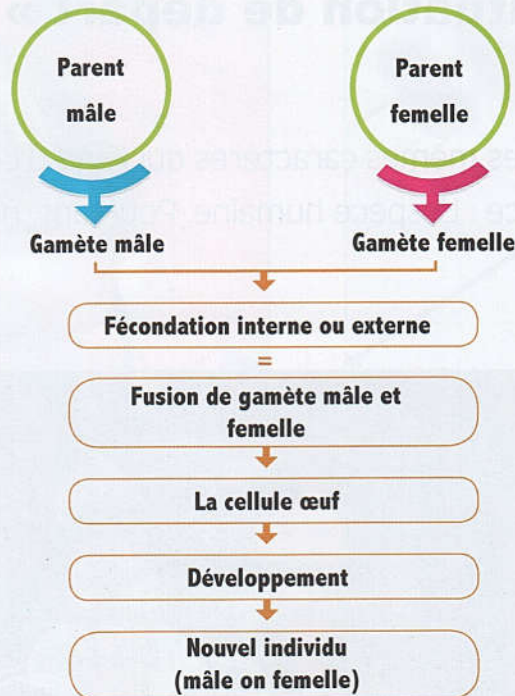 Parent
mâle
Parent
femelle
Gamète mâle
Gamète femelle
Fécondation interne ou externe
=
Fusion de gamète mâle et
femelle
La cellule œuf
Développement
Nouvel individu
(mâle on femelle)